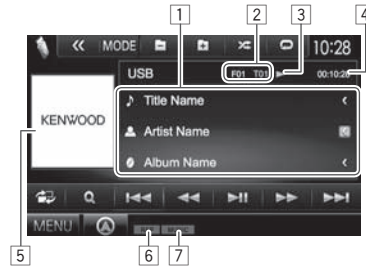 1 2 3 4
MODE 10:28
USB F01 T01 00:10:28
Title Name
KENWOOD
Artist Name
Album Name
MENU A
5 6 7